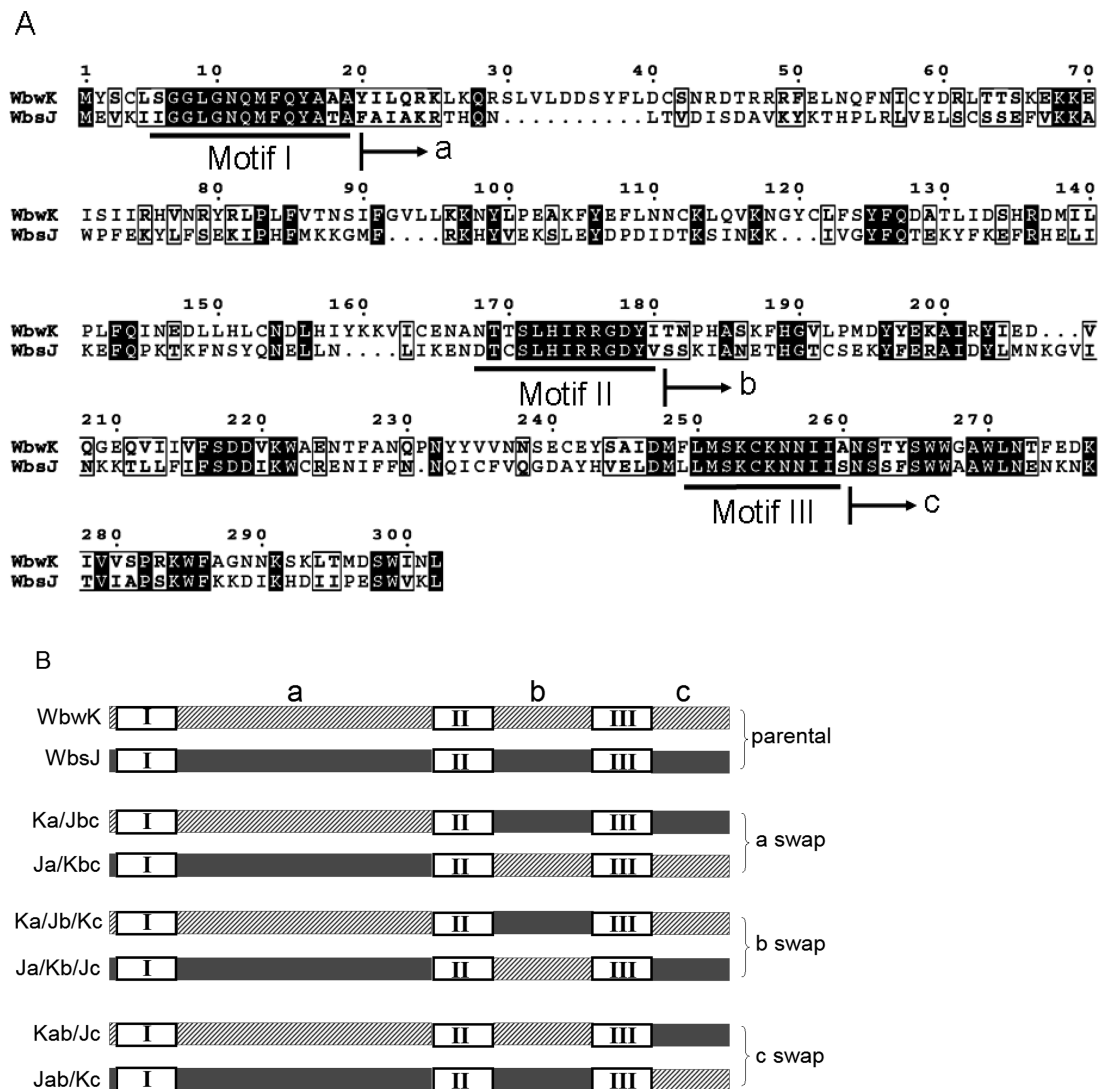 A
1 10 20 30 40 50 60 70
WbwK MYSCLSGGLGNQMFQYAAAYILQRKLKQRSLVLDDSYFLDCSNRDTRRRFELNQFNICYDRLTTSKEKKE
WbsJ MEVKIIGGLGNQMFQYATAFAIAKRTHQN..........LTVDISDAVKYKTHPLRLVELSCSSEFVKKA
Motif I a
80 90 100 110 120 130 140
WbwK ISIIRHVNRYRLPLFVTNSIFGVLLKKNYLPEAKFYEFLNNCKLQVKNGYCLFSYFQDATLIDSHRDMIL
WbsJ WPFEKYLFSEKIPHFMKKGMF....RKHYVEKSLEYDPDIDTKSINKK...IVGYFQTEKYFKEFRHELI
150 160 170 180 190 200
WbwK PLFQINEDLLHLCNDLHIYKKVICENANTTSLHIRRGDYITNPHASKFHGVLPMDYYEKAIRYIED...V
WbsJ KEFQPKTKFNSYQNELLN....LIKENDTCSLHIRRGDYVSSKIANETHGTCSEKYFERAIDYLMNKGVI
Motif II b
210 220 230 240 250 260 270
WbwK QGEQVIIVFSDDVKWAENTFANQPNYYVVNNSECEYSAIDMFLMSKCKNNIIANSTYSWWGAWLNTFEDK
WbsJ NKKTLLFIFSDDIKWCRENIFFN.NQICFVQGDAYHVELDMLLMSKCKNNIISNSSFSWWAAWLNENKNK
Motif III c
280 290 300
WbwK IVVSPRKWFAGNNKSKLTMDSWINL
WbsJ TVIAPSKWFKKDIKHDIIPESWVKL
B
a b c
WbwK I II III
parental
WbsJ I II III
Ka/Jbc I II III
a swap
Ja/Kbc I II III
Ka/Jb/Kc I II III
b swap
Ja/Kb/Jc I II III
Kab/Jc I II III
c swap
Jab/Kc I II III